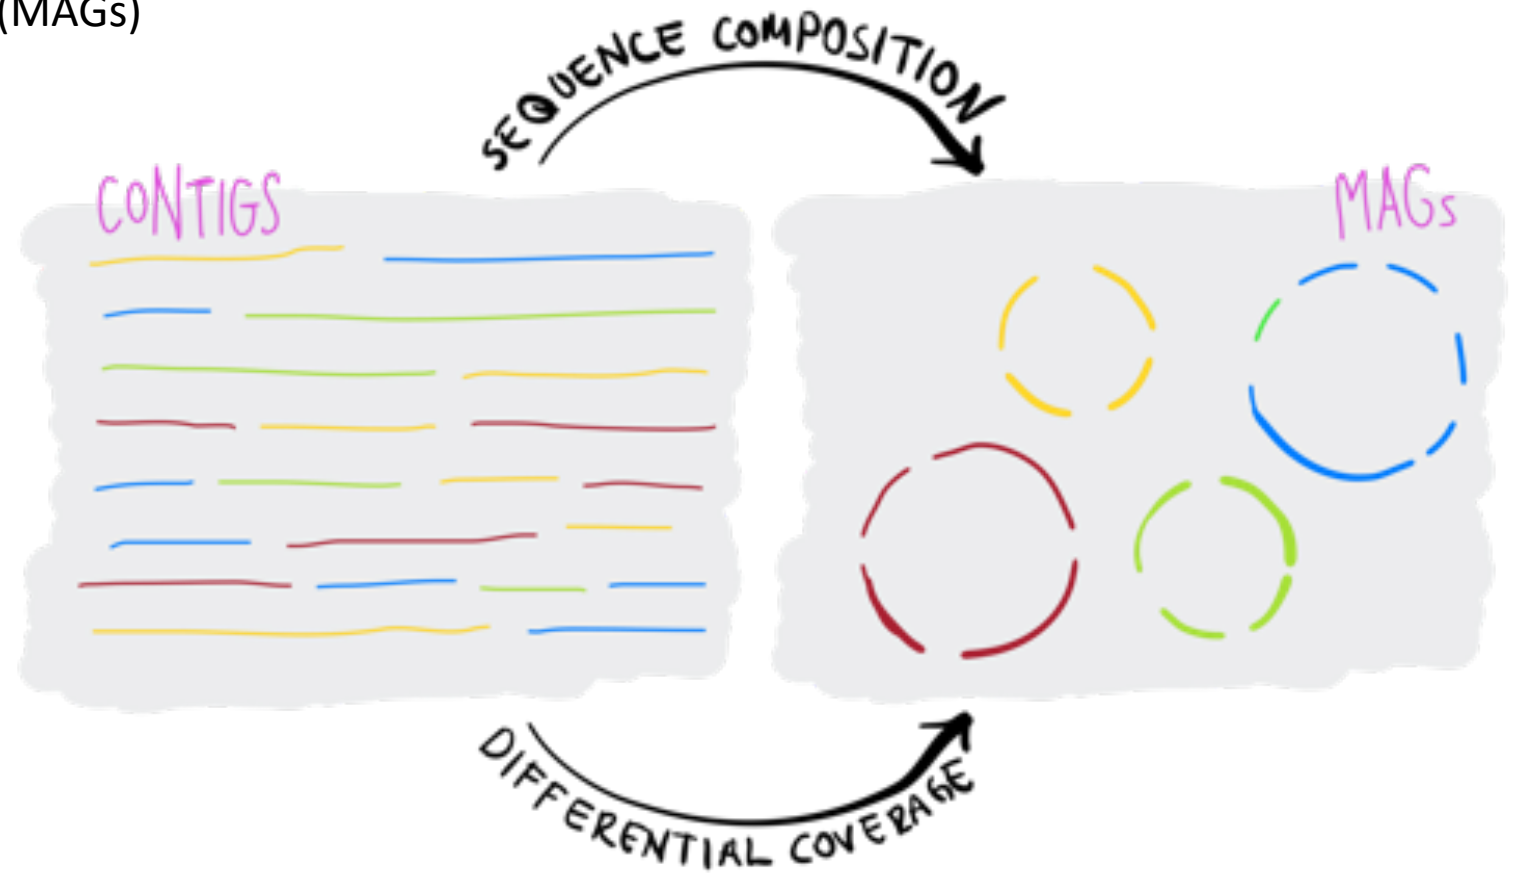 (MAGs)
SEQUENCE COMPOSITION
CONTIGS
MAGs
DIFFERENTIAL COVERAGE